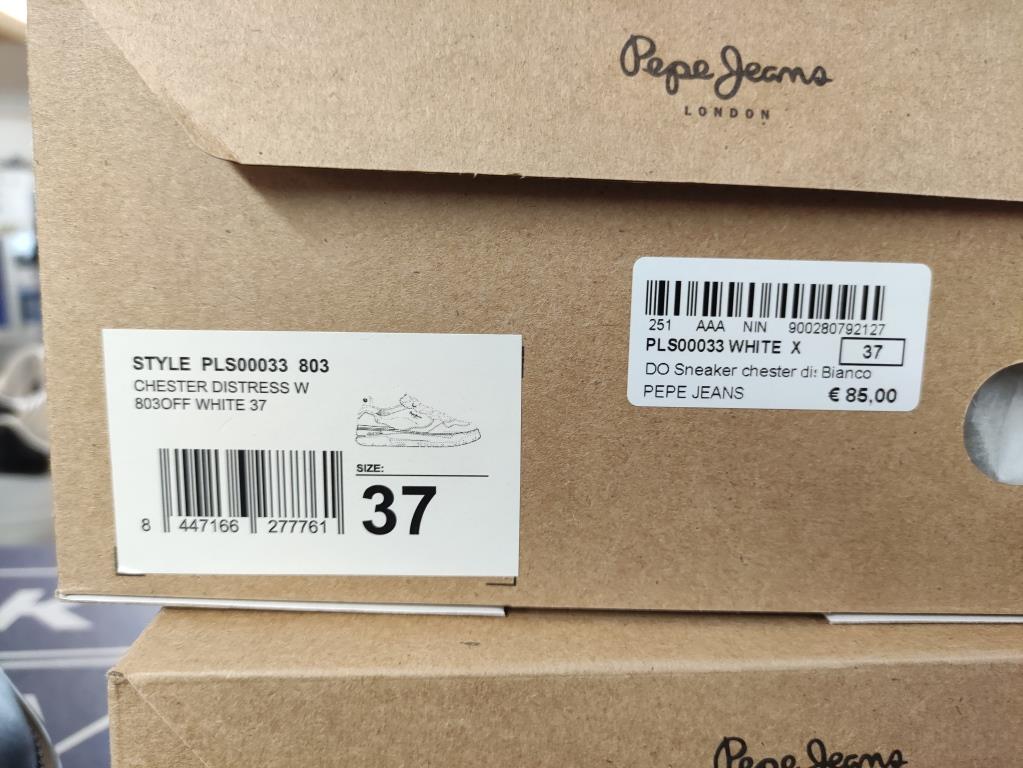 Pepe Jeans
LONDON
251 AAA NIN 900280792127
PLS00033 WHITE X 37
DO Sneaker chester di: Bianco
PEPE JEANS € 85,00
STYLE PLS00033 803
CHESTER DISTRESS W
803OFF WHITE 37
SIZE:
37
8 447166 277761
Pepe Jeans